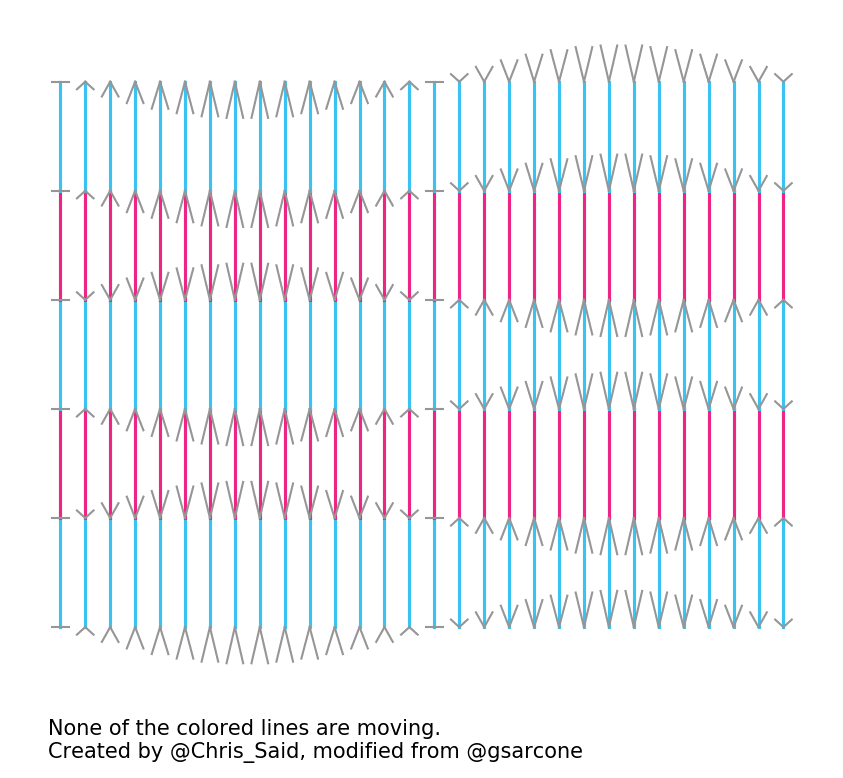 None of the colored lines are moving.
Created by @Chris_Said, modified from @gsarcone